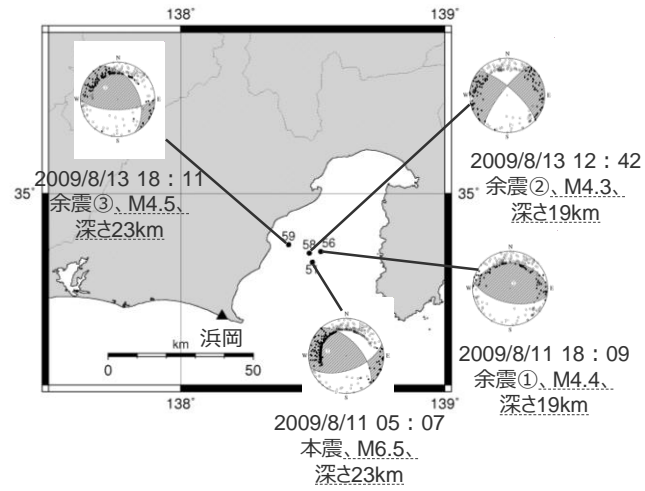 138°
139°
N
W
E
S
N
W
E
S
2009/8/13 12：42
余震②、M4.3、
深さ19km
2009/8/13 18：11
余震③、M4.5、
深さ23km
35°
35°
59
58
56
5
N
W
E
S
浜岡
km
0
50
2009/8/11 18：09
余震①、M4.4、
深さ19km
N
W
E
S
138°
139°
2009/8/11 05：07
本震、M6.5、
深さ23km